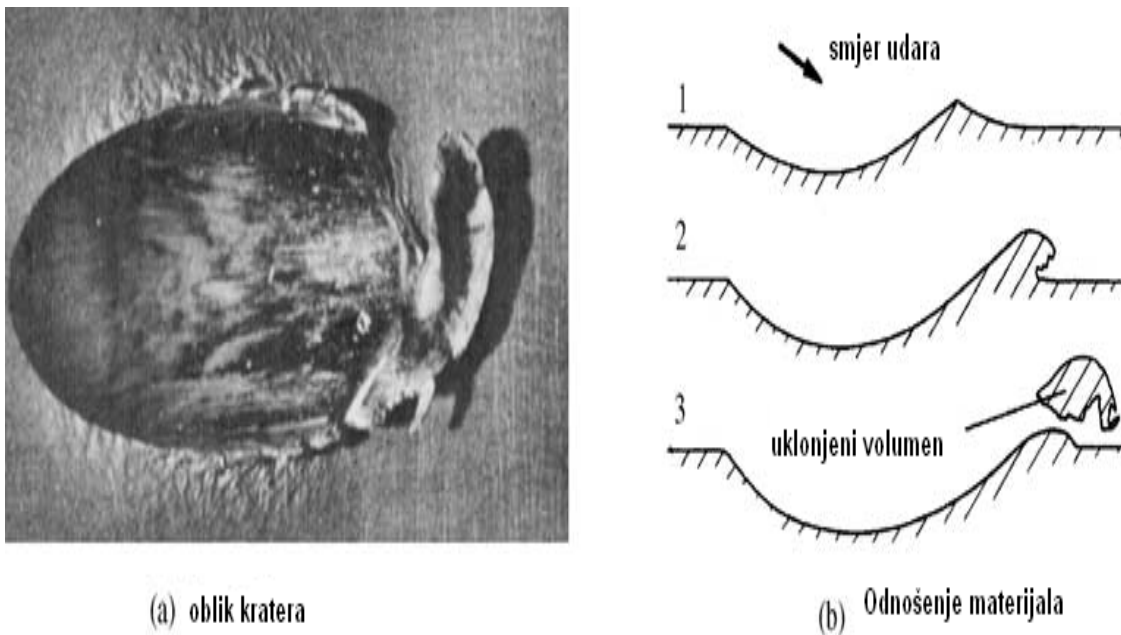 smjer udara
1
2
3
uklonjeni volumen
(a) oblik kratera
(b) Odnošenje materijala